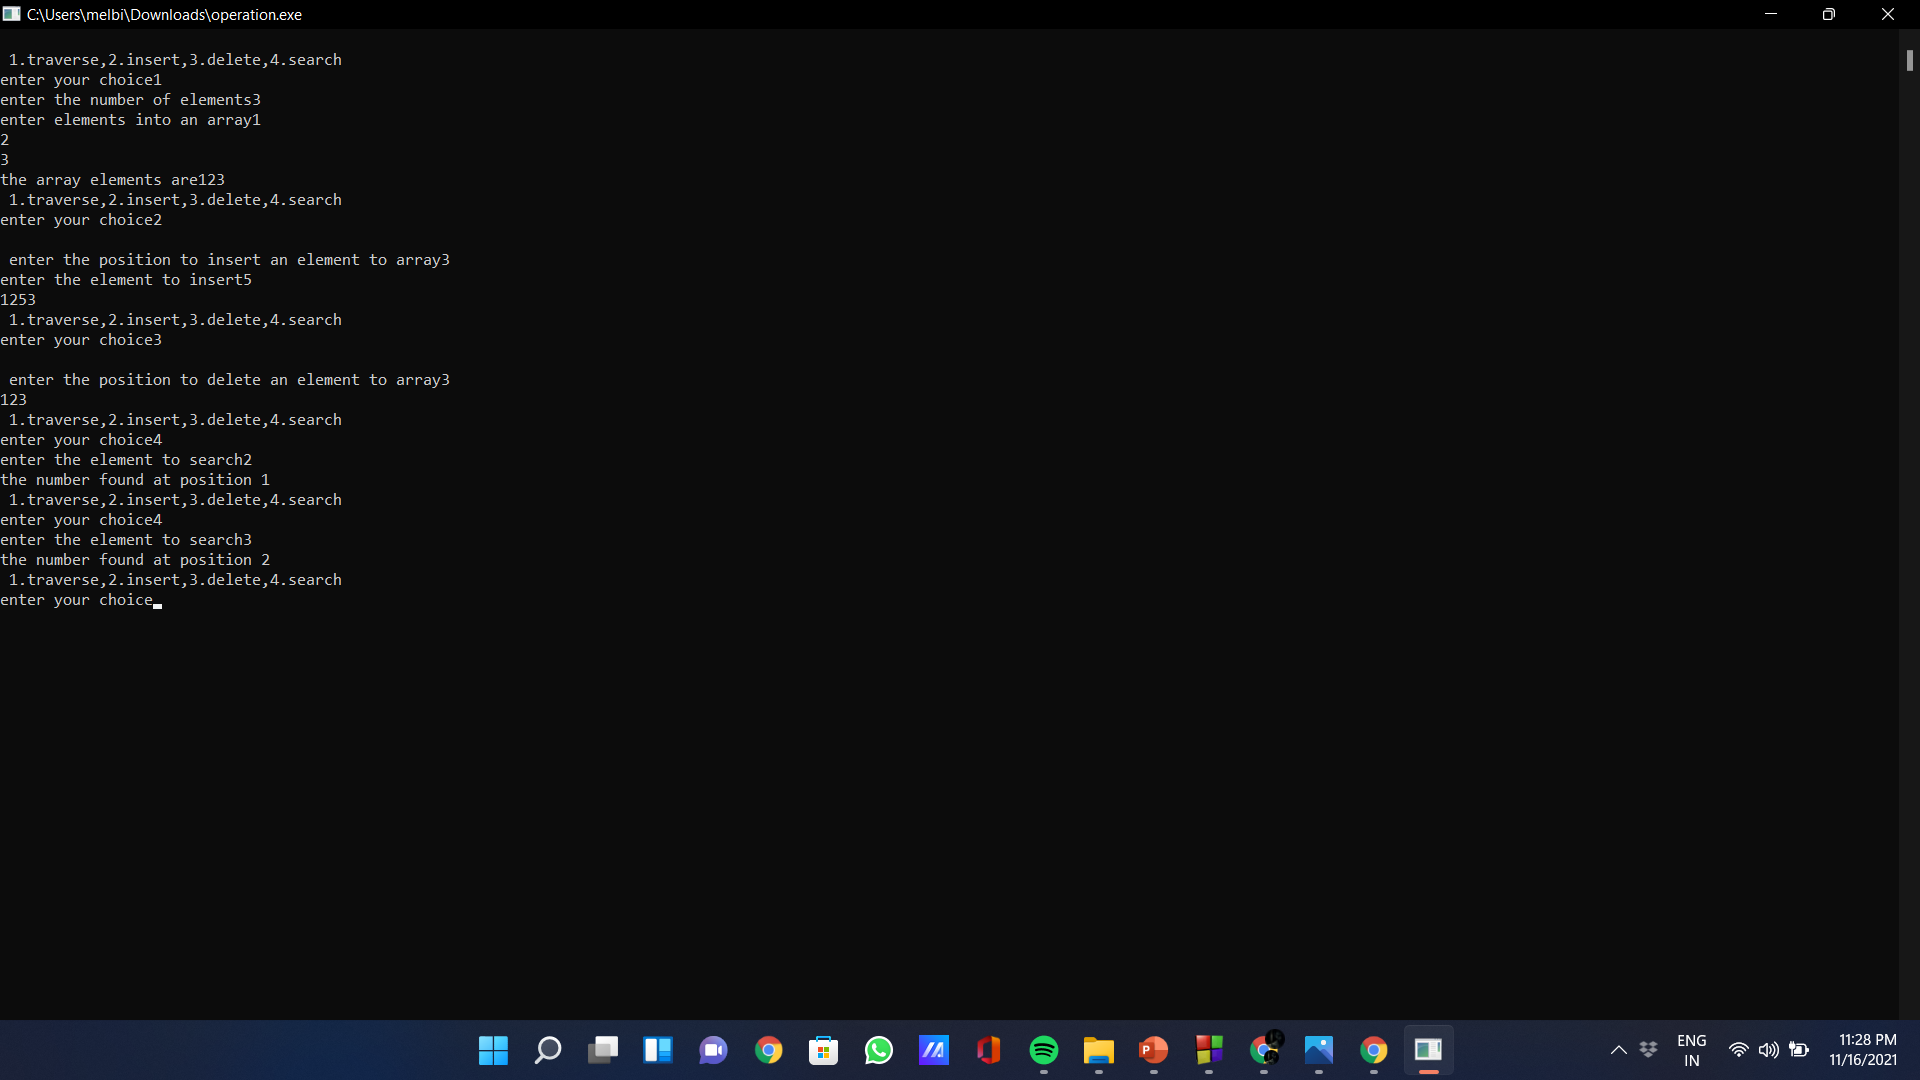 C:\Users\melbi\Downloads\operation.exe
1.traverse,2.insert,3.delete,4.search
enter your choice1
enter the number of elements3
enter elements into an array1
2
3
the array elements are123
1.traverse,2.insert,3.delete,4.search
enter your choice2
enter the position to insert an element to array3
enter the element to insert5
1253
1.traverse,2.insert,3.delete,4.search
enter your choice3
enter the position to delete an element to array3
123
1.traverse,2.insert,3.delete,4.search
enter your choice4
enter the element to search2
the number found at position 1
1.traverse,2.insert,3.delete,4.search
enter your choice4
enter the element to search3
the number found at position 2
1.traverse,2.insert,3.delete,4.search
enter your choice
ENG
IN
11:28 PM
11/16/2021